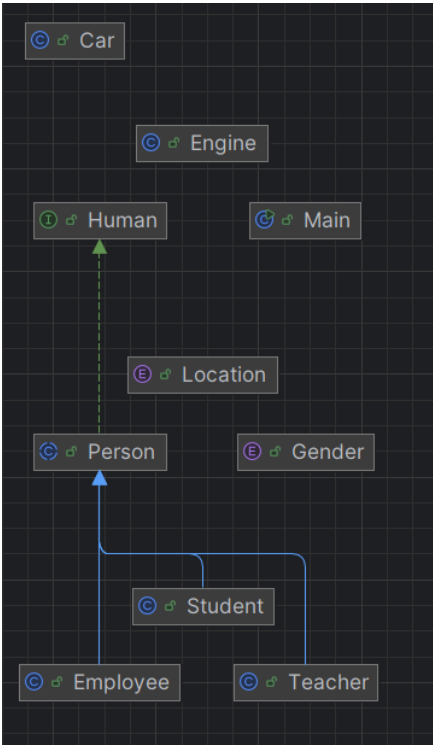 C Car
C Engine
I Human
C Main
E Location
C Person
E Gender
C Student
C Employee
C Teacher